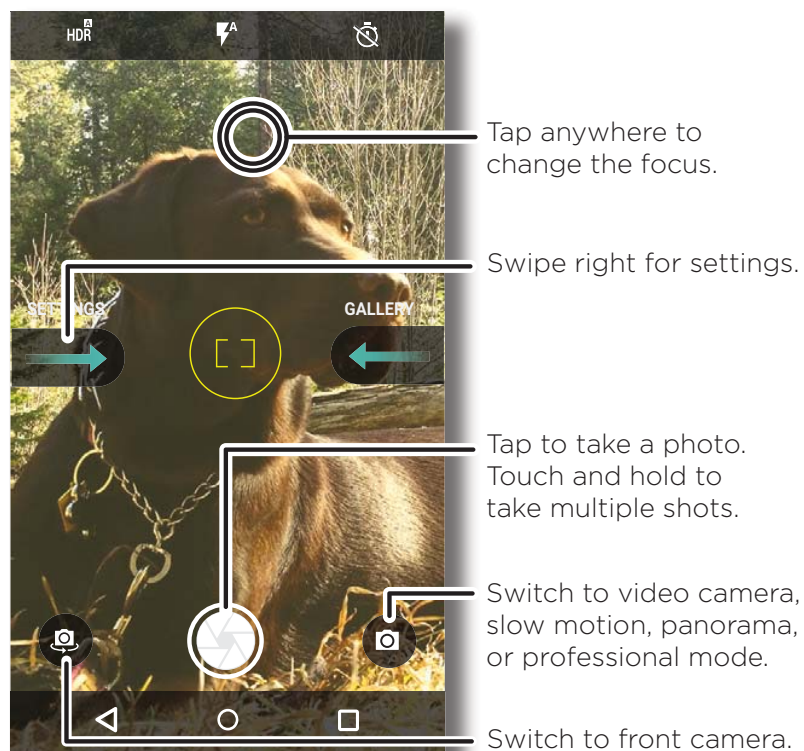 HDR A
A
Tap anywhere to
change the focus.
Swipe right for settings.
SETTINGS
GALLERY
Tap to take a photo.
Touch and hold to
take multiple shots.
Switch to video camera,
slow motion, panorama,
or professional mode.
Switch to front camera.